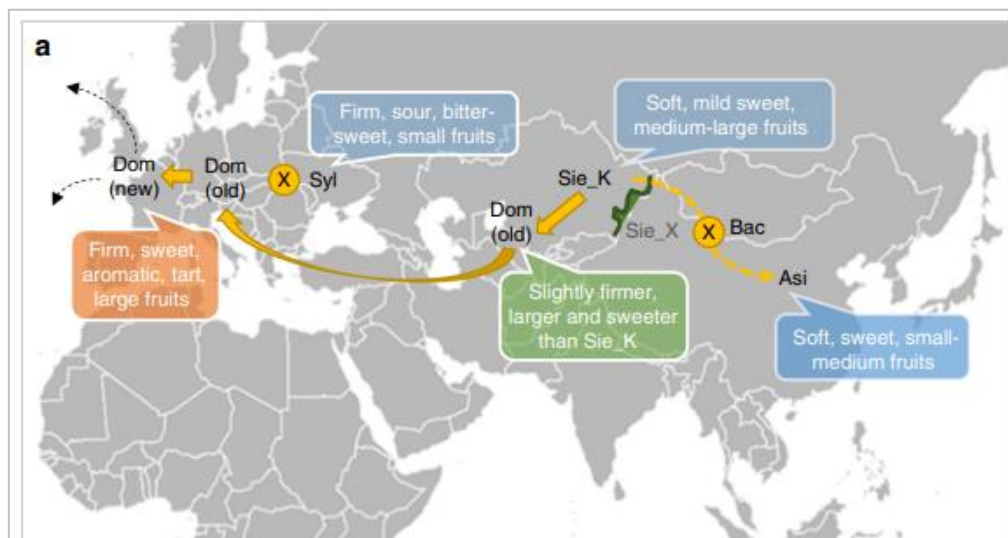 a
Firm, sour, bitter-
sweet, small fruits
Soft, mild sweet,
medium-large fruits
Dom
(new)
Dom
(old)
X
Syl
Sie_K
Dom
(old)
Sie_X
X
Bac
Asi
Firm, sweet,
aromatic, tart,
large fruits
Slightly firmer,
larger and sweeter
than Sie_K
Soft, sweet, small-
medium fruits